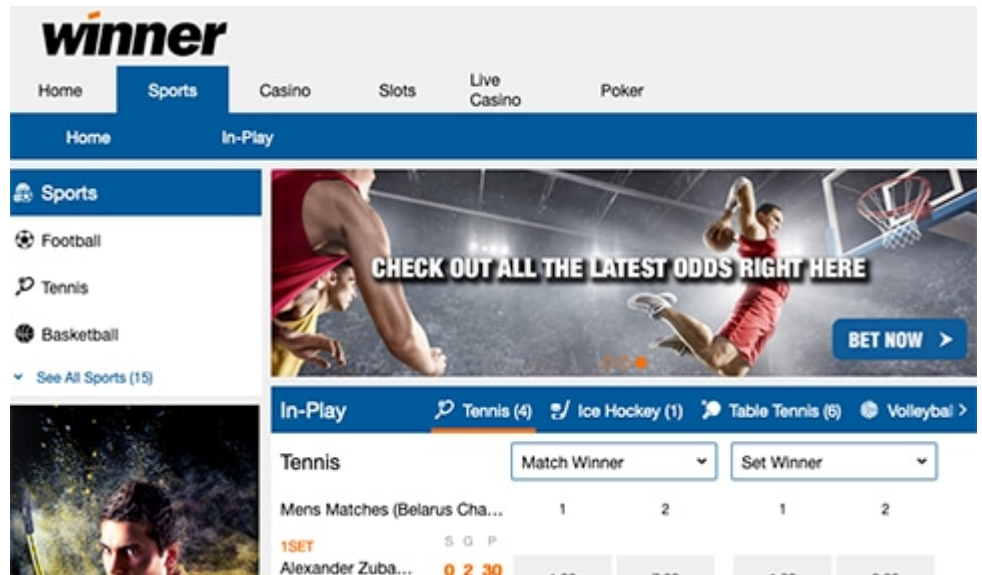 winner
Home Sports Casino Slots Live Casino Poker
Home In-Play
Sports
Football
Tennis
Basketball
See All Sports (15)
CHECK OUT ALL THE LATEST ODDS RIGHT HERE
BET NOW >
In-Play Tennis (4) Ice Hockey (1) Table Tennis (6) Volleybal >
Tennis Match Winner Set Winner
Mens Matches (Belarus Cha... 1 2 1 2
1SET S G P
Alexander Zuba... 0 2 30